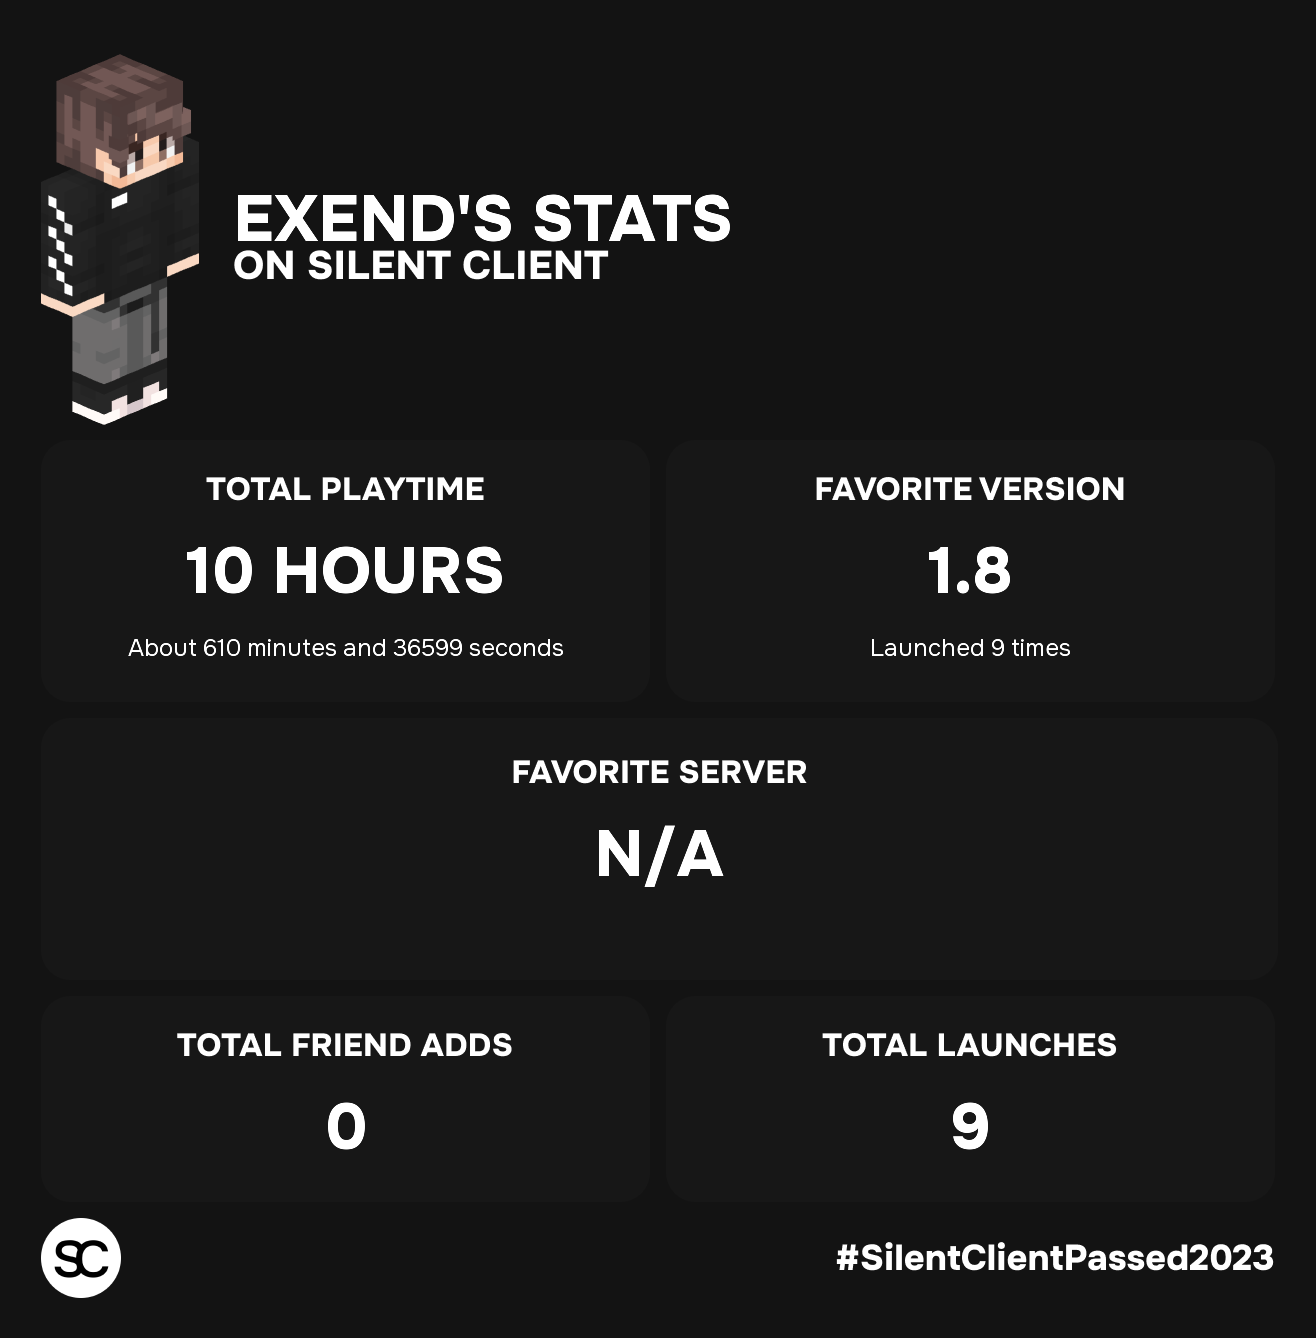 EXEND'S STATS
ON SILENT CLIENT
TOTAL PLAYTIME
10 HOURS
About 610 minutes and 36599 seconds
FAVORITE VERSION
1.8
Launched 9 times
FAVORITE SERVER
N/A
TOTAL FRIEND ADDS
0
TOTAL LAUNCHES
9
SC
#SilentClientPassed2023